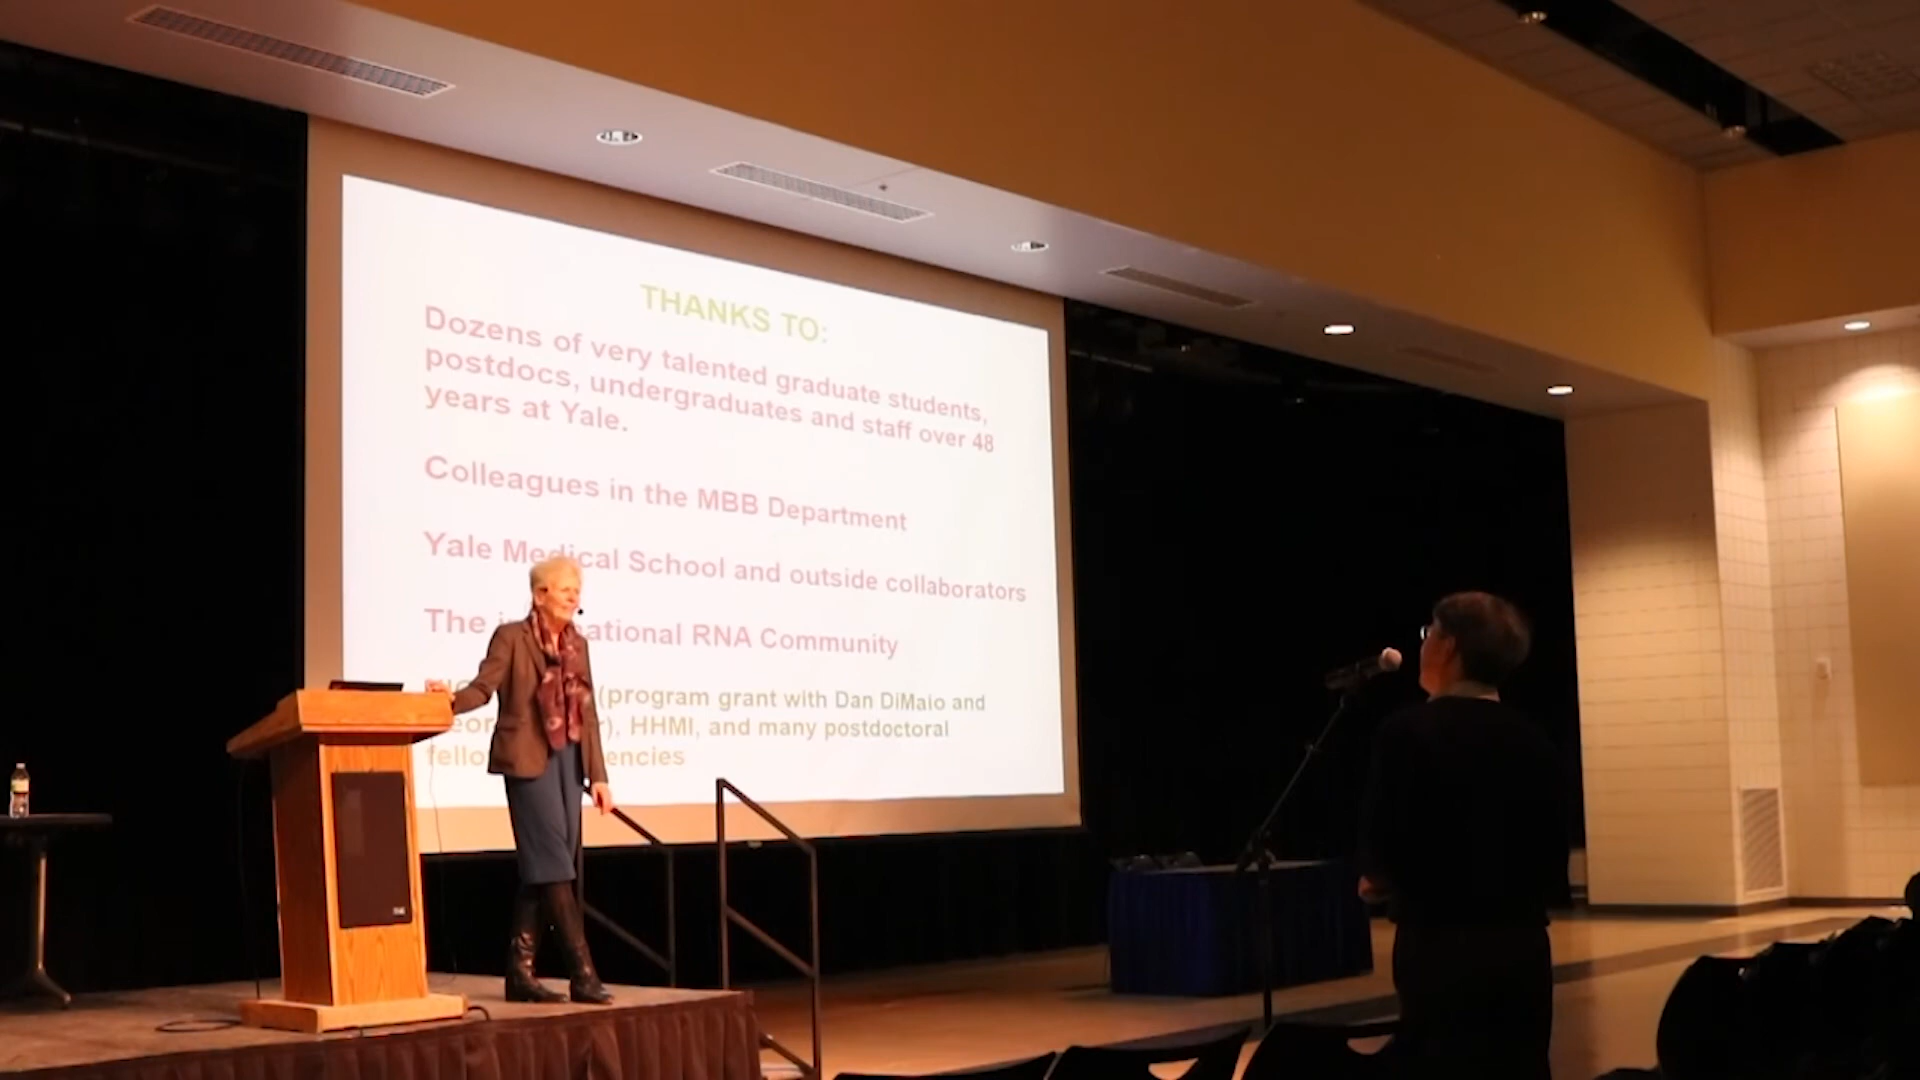 THANKS TO:
Dozens of very talented graduate students,
postdocs, undergraduates and staff over 48
years at Yale.
Colleagues in the MBB Department
Yale Medical School and outside collaborators
The RNA Community
(program grant with Dan DiMaio and
HHMI, and many postdoctoral